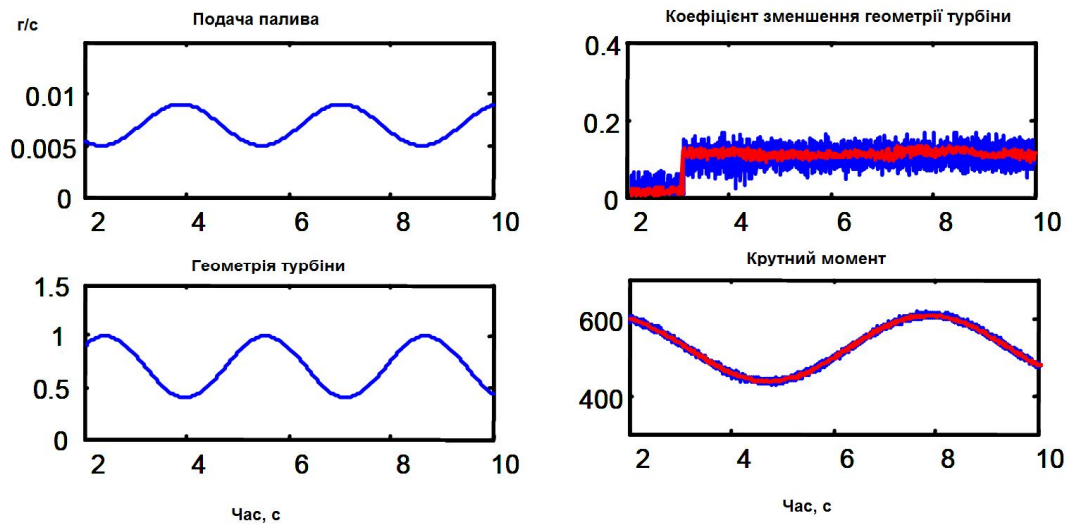 г/с
Подача палива
0.01
0.005
0
2 4 6 8 10
Коефіцієнт зменшення геометрії турбіни
0.4
0.2
0
2 4 6 8 10
Геометрія турбіни
1.5
1
0.5
0
2 4 6 8 10
Час, с
Крутний момент
600
400
2 4 6 8 10
Час, с